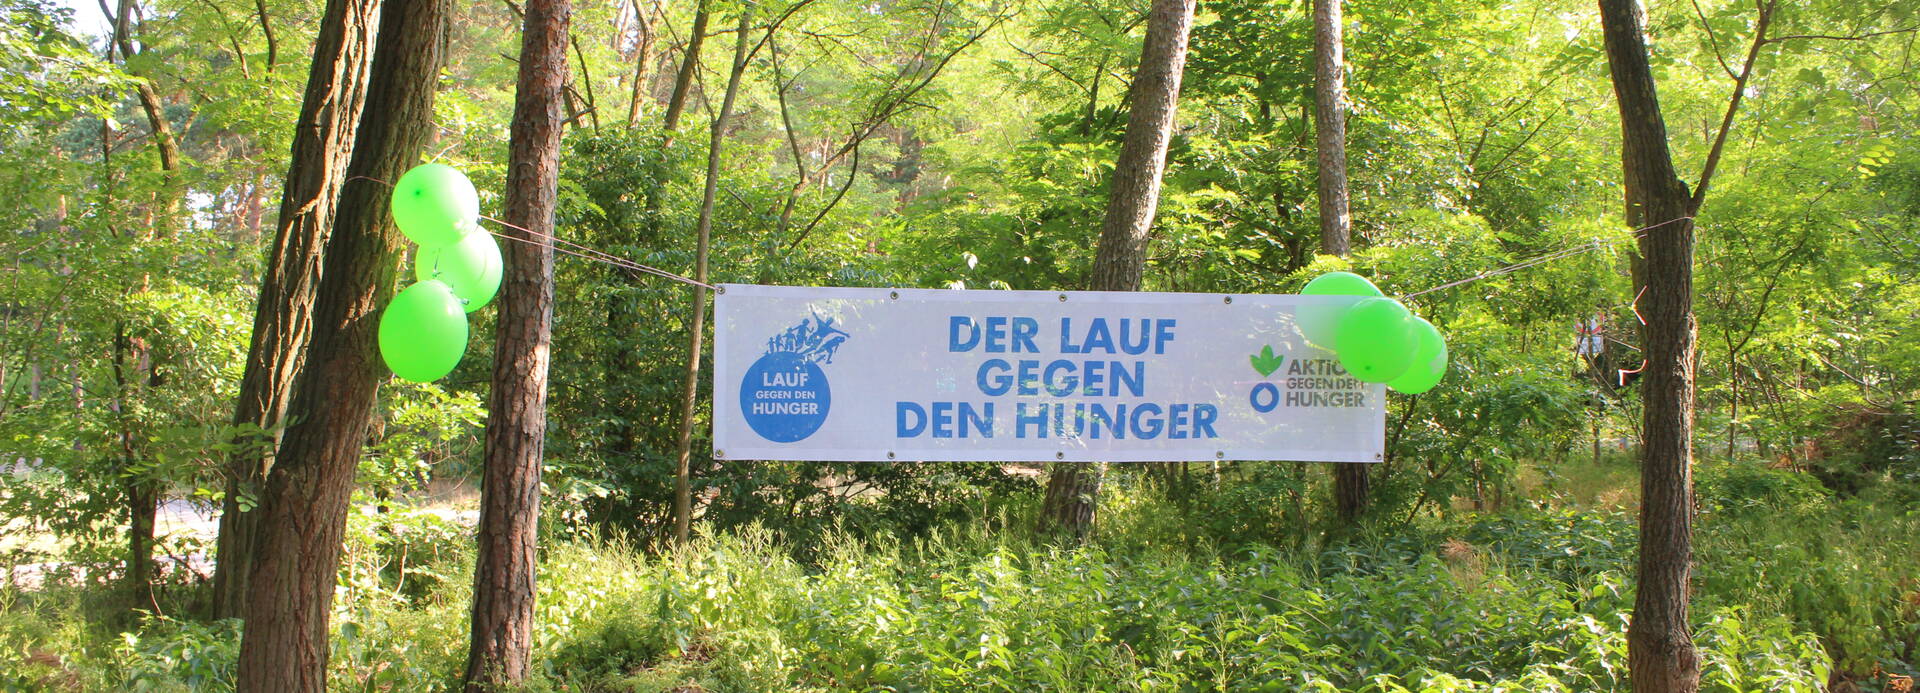 LAUF
GEGEN DEN
HUNGER
DER LAUF
GEGEN
DEN HUNGER
GEGEN DEN
HUNGER